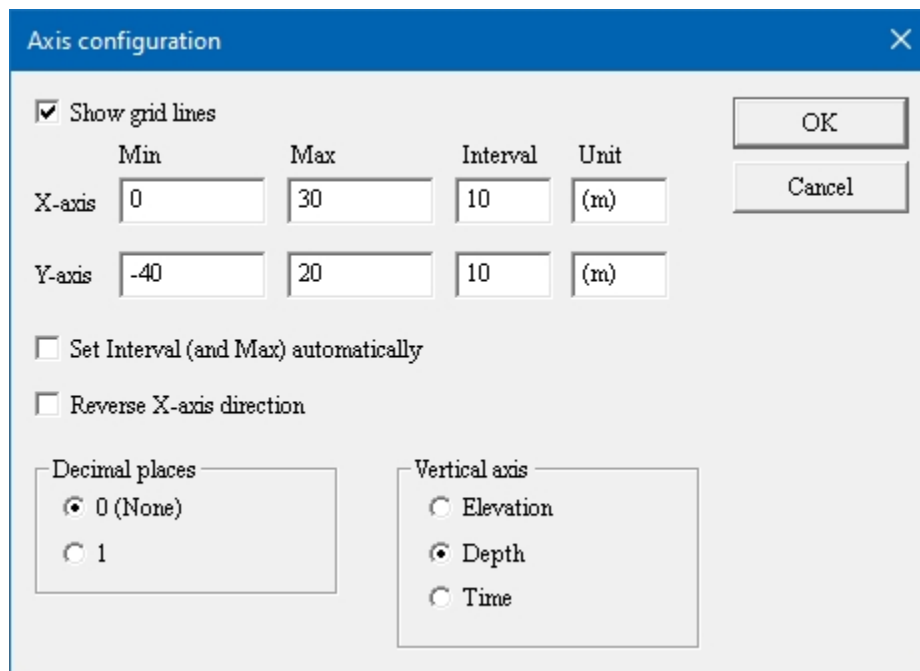 Axis configuration
Show grid lines
OK
Min Max Interval Unit
Cancel
X-axis 0 30 10 (m)
Y-axis -40 20 10 (m)
Set Interval (and Max) automatically
Reverse X-axis direction
Decimal places
0 (None)
1
Vertical axis
Elevation
Depth
Time